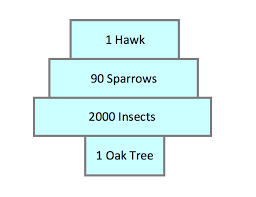 1 Hawk
90 Sparrows
2000 Insects
1 Oak Tree